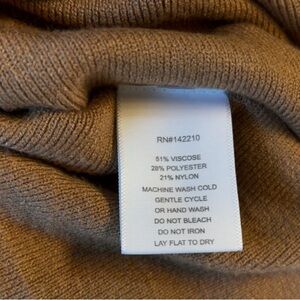 RN#142210
51% VISCOSE
28% POLYESTER
21% NYLON
MACHINE WASH COLD
GENTLE CYCLE
OR HAND WASH
DO NOT BLEACH
DO NOT IRON
LAY FLAT TO DRY